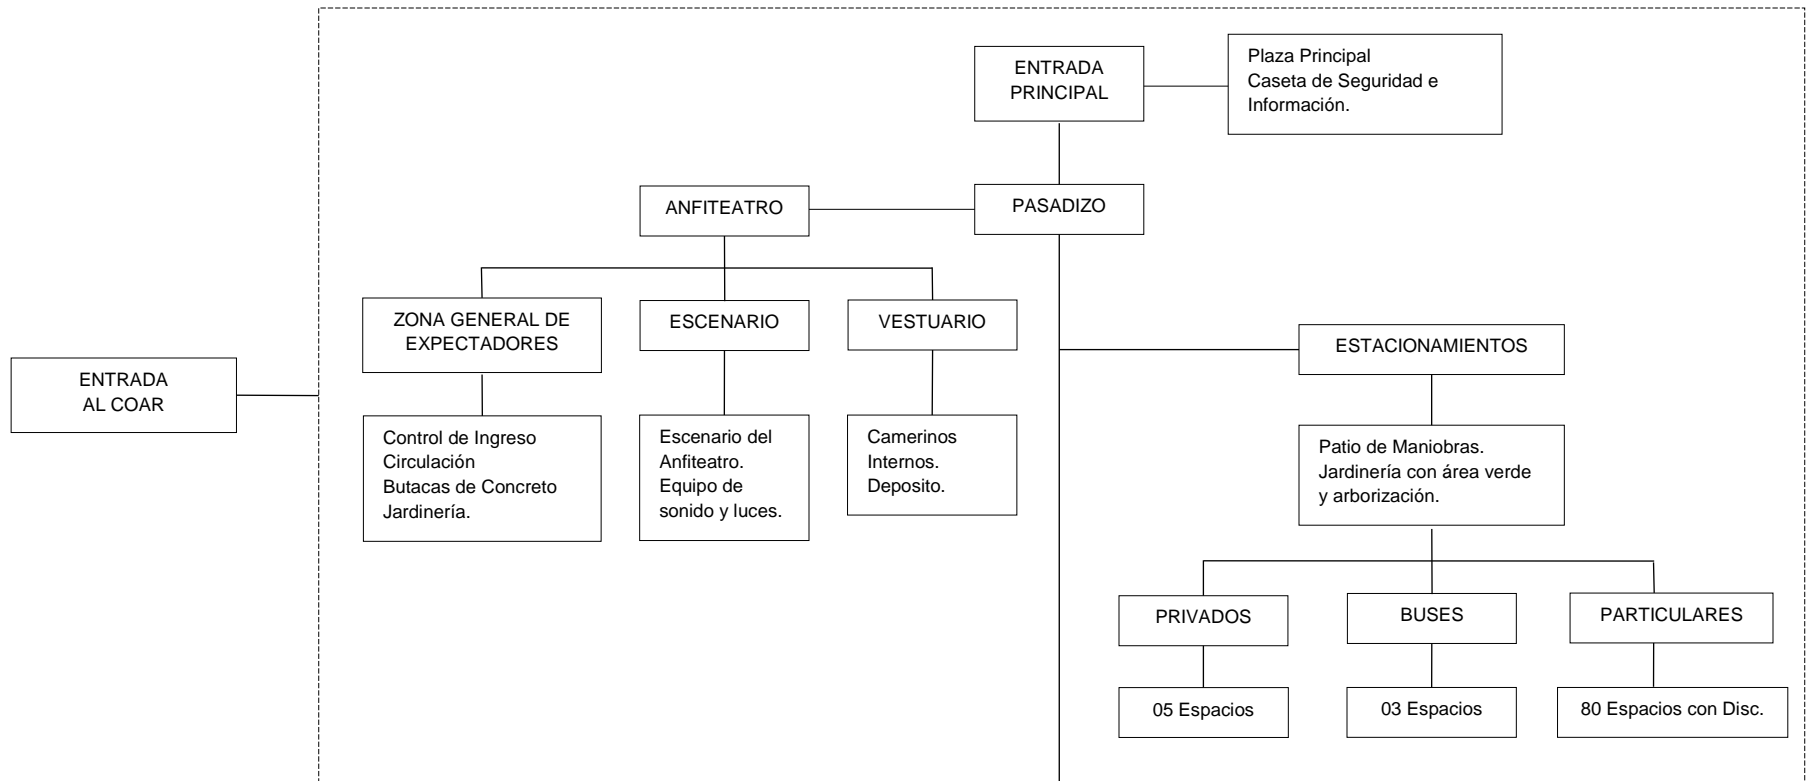 ENTRADA
PRINCIPAL
Plaza Principal
Caseta de Seguridad e
Información.
ANFITEATRO
PASADIZO
ZONA GENERAL DE
EXPECTADORES
ESCENARIO
VESTUARIO
ESTACIONAMIENTOS
ENTRADA
AL COAR
Control de Ingreso
Circulación
Butacas de Concreto
Jardinería.
Escenario del
Anfiteatro.
Equipo de
sonido y luces.
Camerinos
Internos.
Deposito.
Patio de Maniobras.
Jardinería con área verde
y arborización.
PRIVADOS
BUSES
PARTICULARES
05 Espacios
03 Espacios
80 Espacios con Disc.